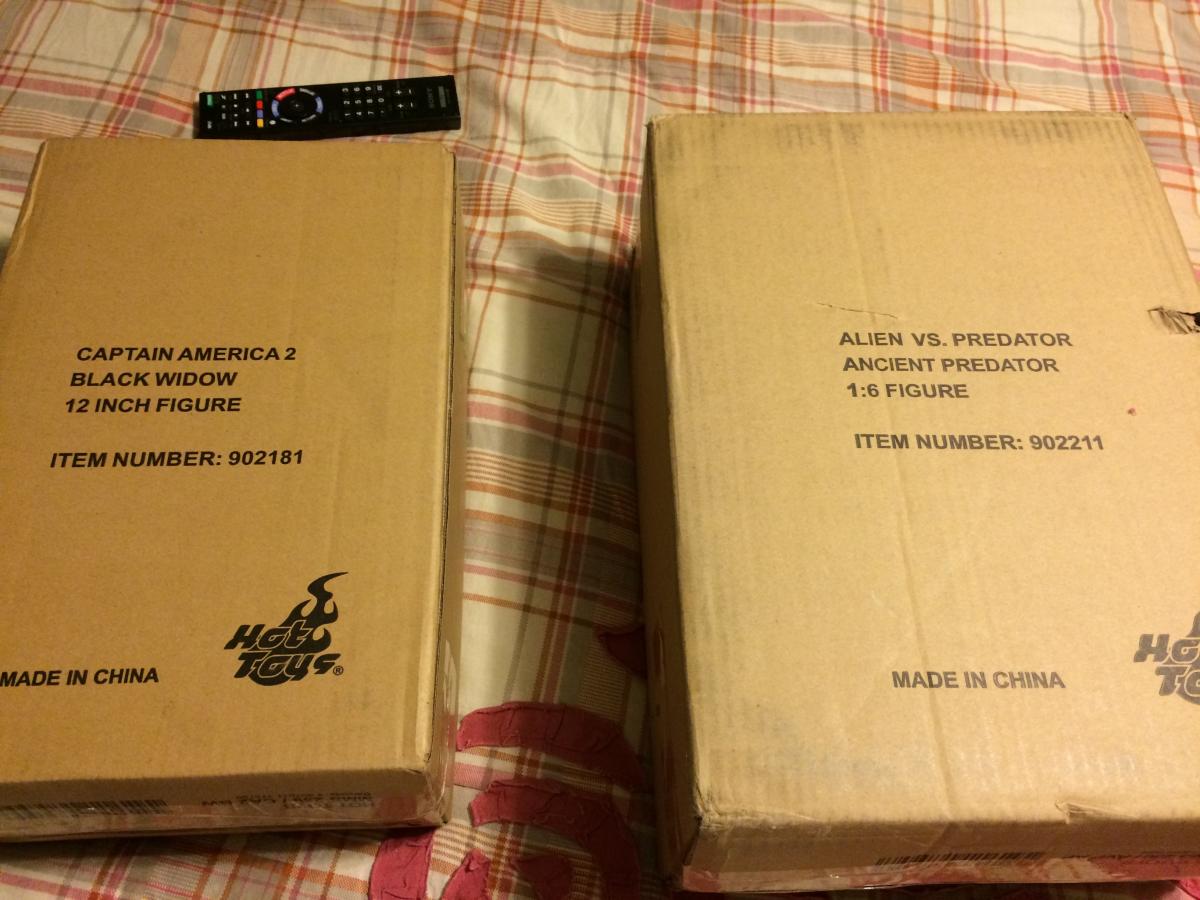 SONY
CAPTAIN AMERICA 2
BLACK WIDOW
12 INCH FIGURE
ITEM NUMBER: 902181
Hot
Toys®
MADE IN CHINA
ALIEN VS. PREDATOR
ANCIENT PREDATOR
1:6 FIGURE
ITEM NUMBER: 902211
MADE IN CHINA